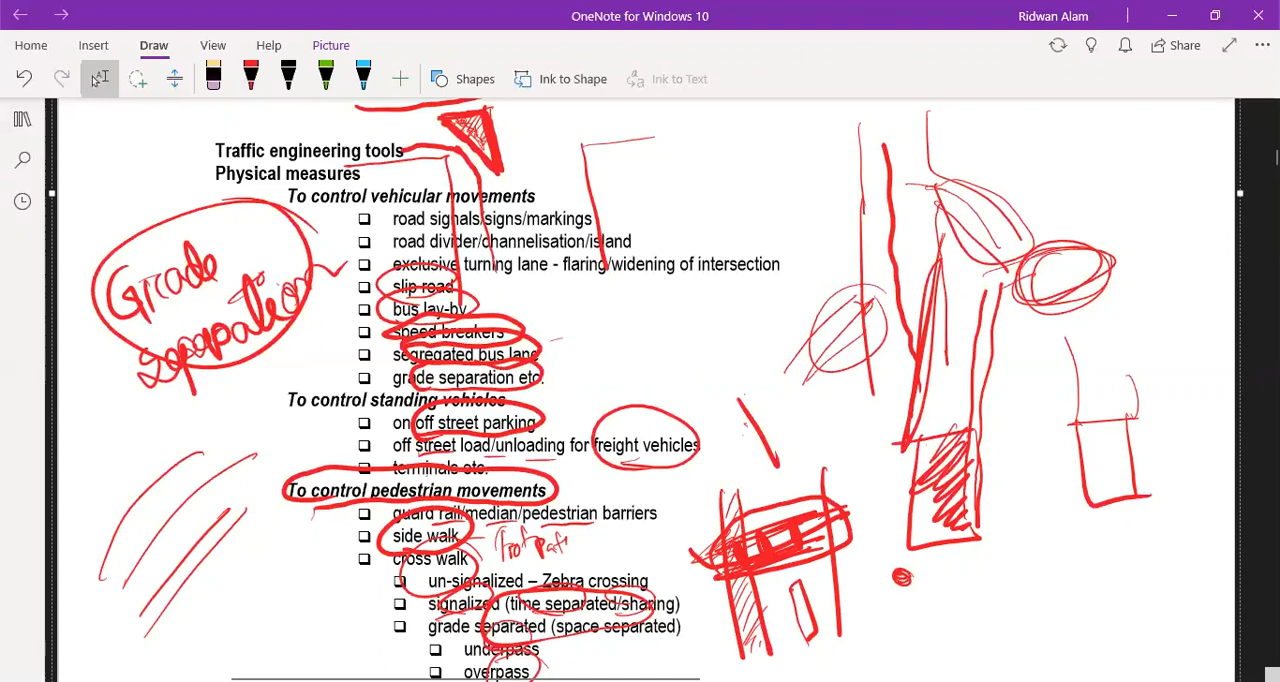 OneNote for Windows 10
Ridwan Alam
Home Insert Draw View Help Picture
Share
Shapes Ink to Shape Ink to Text
Traffic engineering tools
Physical measures
To control vehicular movements
road signals/signs/markings
road divider/channelisation/island
exclusive turning lane - flaring/widening of intersection
slip road
bus lay-by
speed breakers
segregated bus lane
grade separation etc.
To control standing vehicles
on/off street parking
off street load/unloading for freight vehicles
terminals etc.
To control pedestrian movements
guard rail/median/pedestrian barriers
side walk
cross walk
un-signalized – Zebra crossing
signalized (time separated/sharing)
grade separated (space separated)
underpass
overpass
Grade